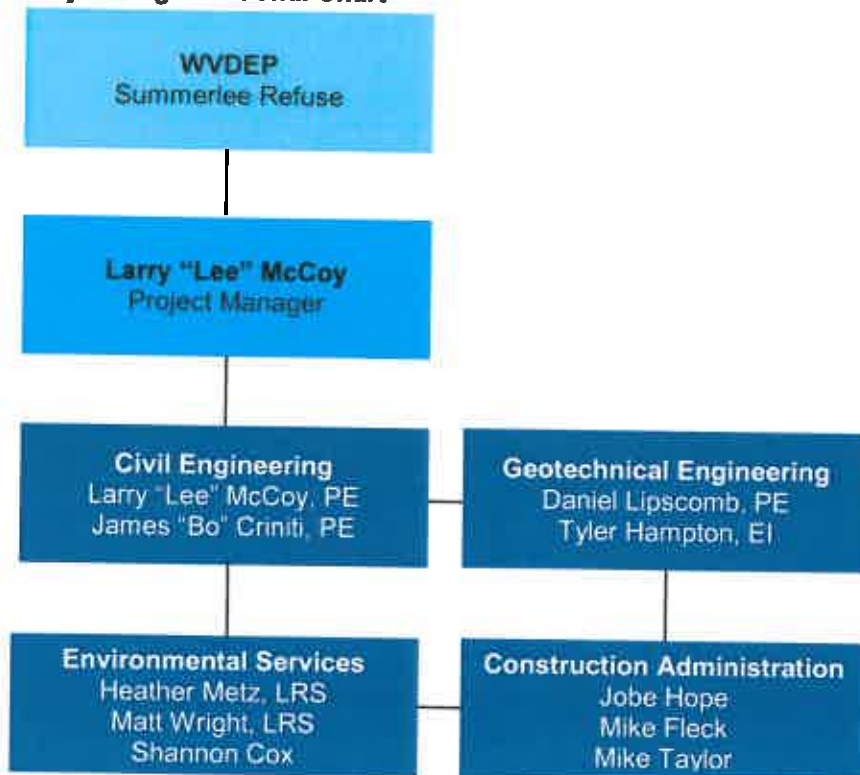 WVDEP
Summerlee Refuse
Larry "Lee" McCoy
Project Manager
Civil Engineering
Larry "Lee" McCoy, PE
James "Bo" Criniti, PE
Geotechnical Engineering
Daniel Lipscomb, PE
Tyler Hampton, EI
Environmental Services
Heather Metz, LRS
Matt Wright, LRS
Shannon Cox
Construction Administration
Jobe Hope
Mike Fleck
Mike Taylor